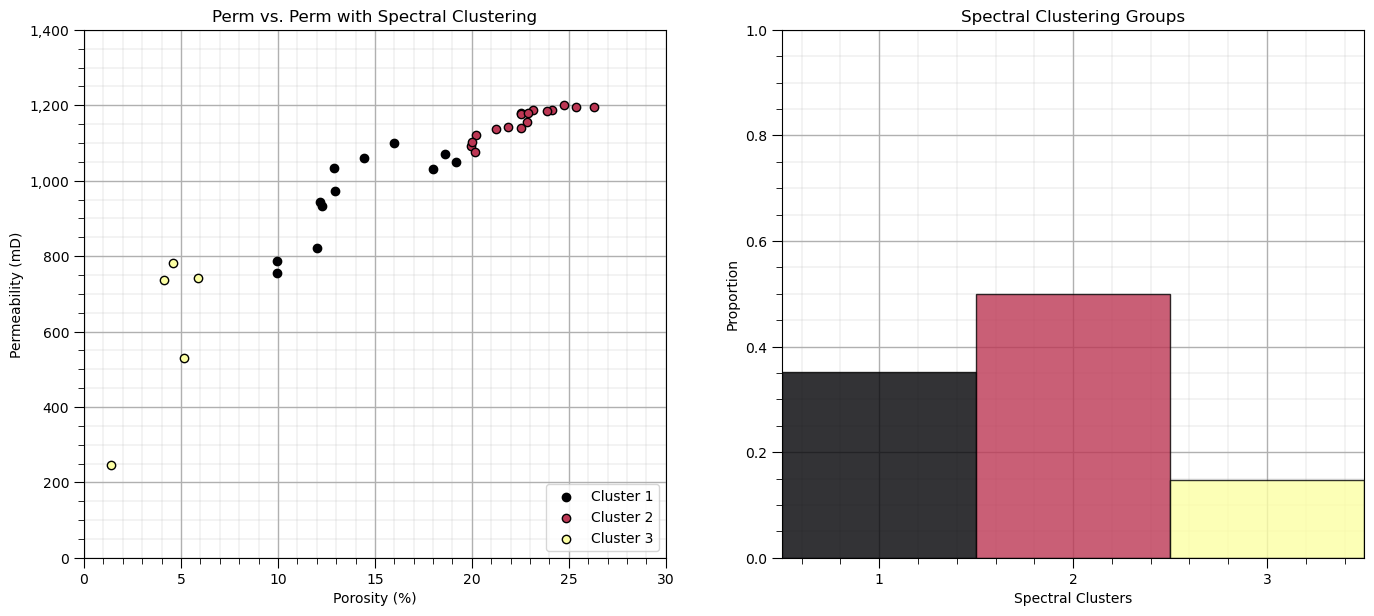 Perm vs. Perm with Spectral Clustering
1,400
1,200
1,000
800
600
400
200
0
Permeability (mD)
0 5 10 15 20 25 30
Porosity (%)
Cluster 1
Cluster 2
Cluster 3
Spectral Clustering Groups
1.0
0.8
0.6
0.4
0.2
0.0
Proportion
1 2 3
Spectral Clusters